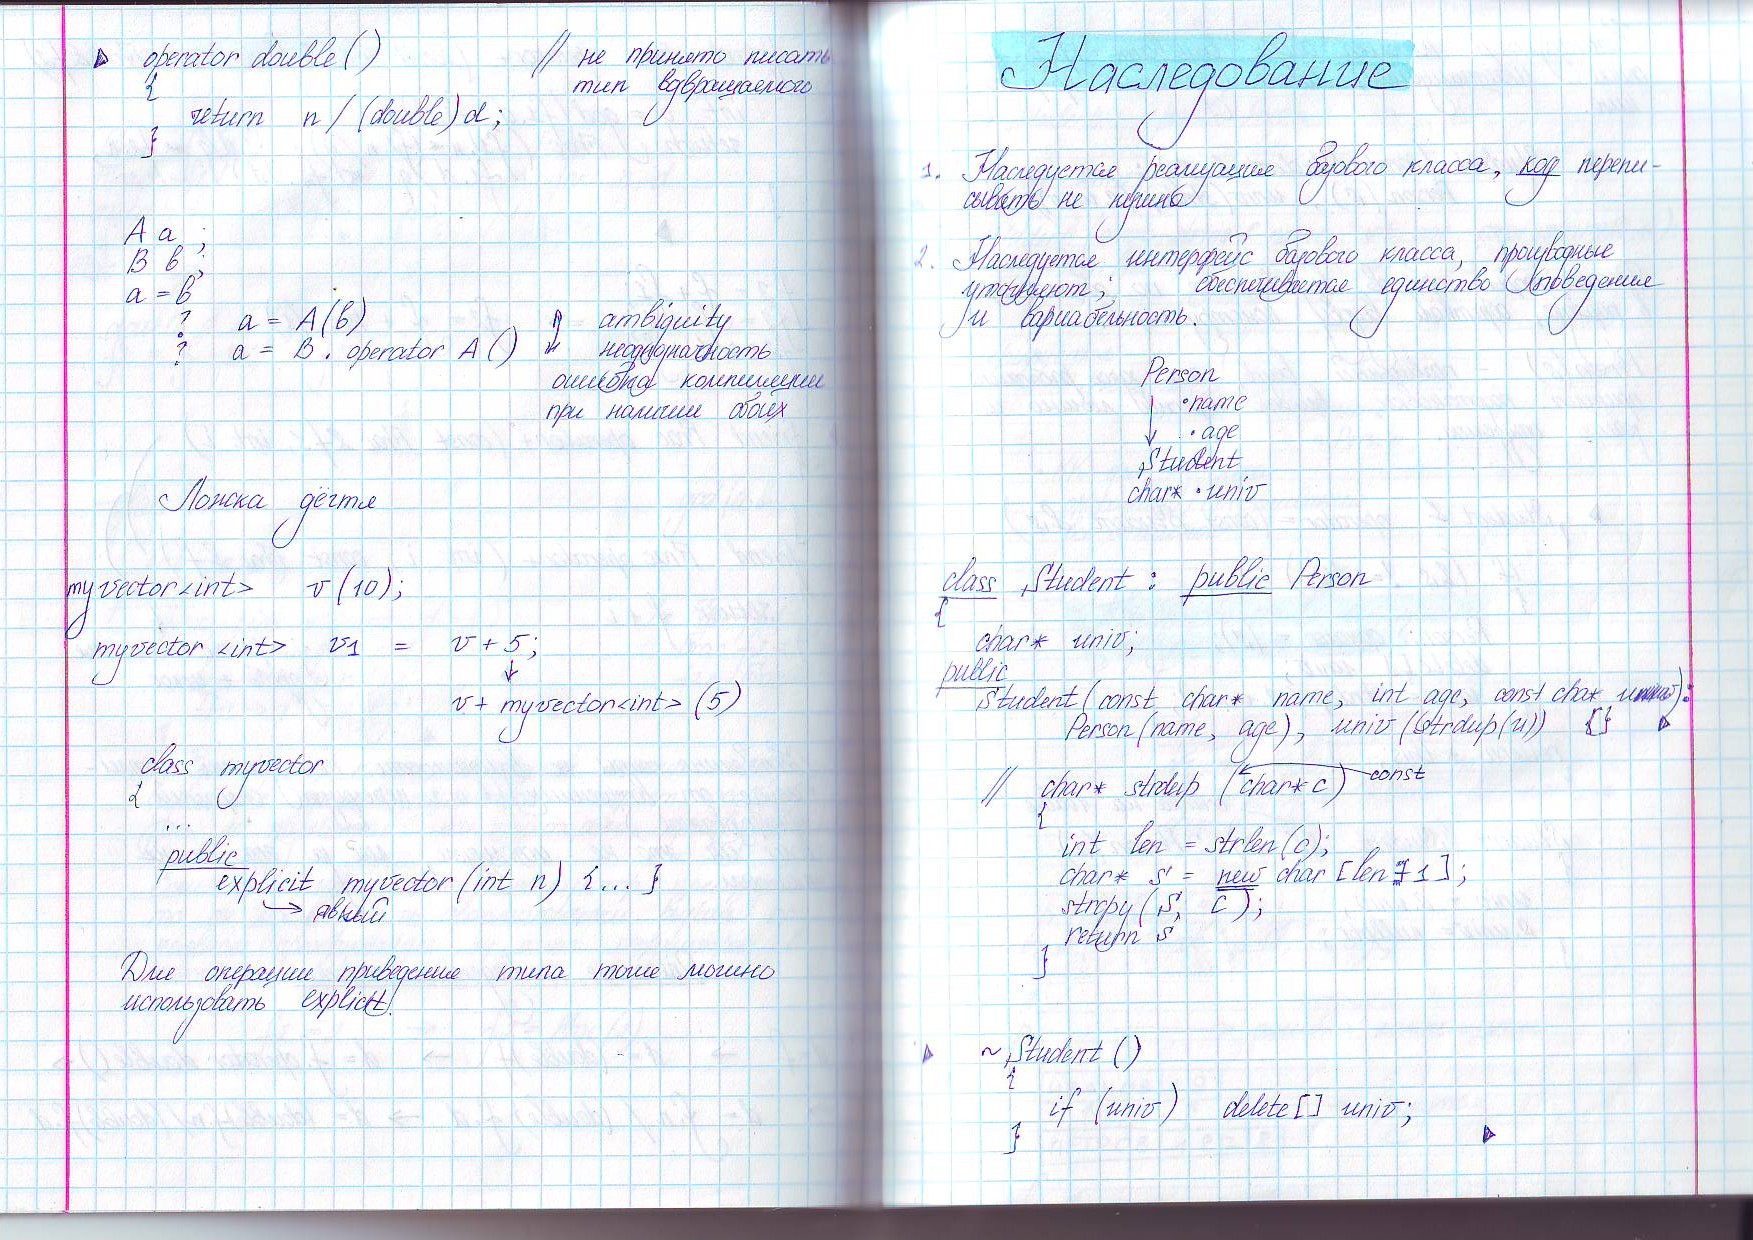 operator double()
// не принято писать
{
тип вдвращаемого
return n / (double) d;
}
A a ;
B b ;
a = b
? a = A(b)
ambiguity
? a = B . operator A ()
неоднозначность
ошибка компиляции
при наличии обоих
Ложка дёгтя
myvector<int> v (10);
myvector <int> v1 = v + 5;
v + myvector<int> (5)
class myvector
{
...
public
explicit myvector (int n) {... }
явный
Для операции приведения типа тоже можно
использовать explicit.
Наследование
1. Наследуется реализация базового класса, код перепи-
сывать не нужно
2. Наследуется интерфейс базового класса, производные
уточняют; обеспечивается единство поведения
и вариабельность.
Person
·name
·age
Student
char* ·univ
class Student : public Person
{
char* univ;
public
Student (const char* name, int age, const cha* ):
Person (name, age), univ (strdup(u)) {}
// char* strdup (char* c) const
{
int len = strlen (c);
char* s = new char [len+1];
strcpy (s, c);
return s
}
~ Student ()
{
if (univ) delete [] univ;
}